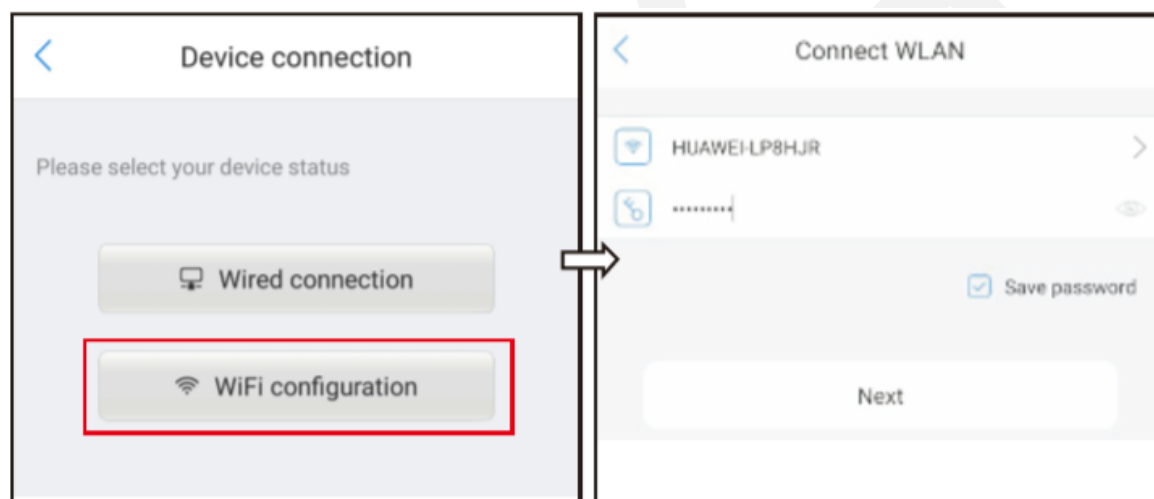 Device connection
Please select your device status
Wired connection
WiFi configuration
Connect WLAN
HUAWEI-LP8HJR
·········
Save password
Next